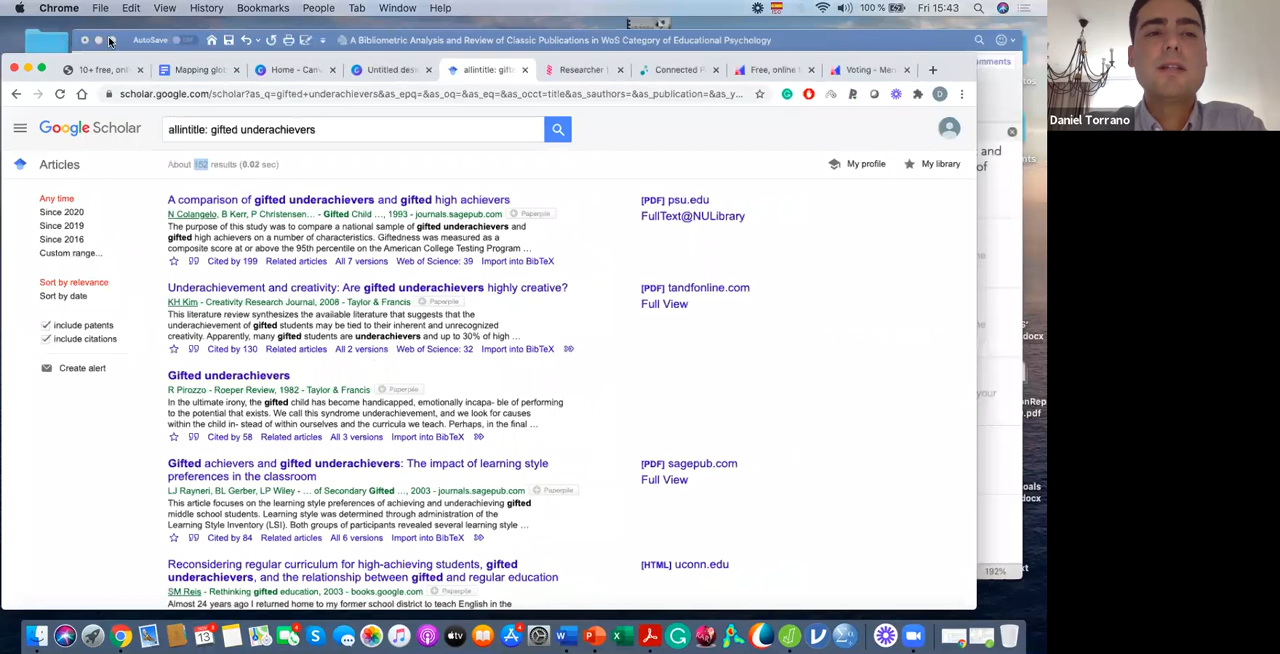 Chrome File Edit View History Bookmarks People Tab Window Help 100 % Fri 15:43
AutoSave A Bibliometric Analysis and Review of Classic Publications in WoS Category of Educational Psychology
10+ free, onl Mapping glo Home - Can Untitled des allintitle: gift Researcher Connected P Free, online Voting - Men
scholar.google.com/scholar?as_q=gifted+underachievers&as_epq=&as_oq=&as_eq=&as_occt=title&as_sauthors=&as_publication=&as_y...
Google Scholar
allintitle: gifted underachievers
Articles
About 152 results (0.02 sec)
My profile My library
Any time
Since 2020
Since 2019
Since 2016
Custom range...
Sort by relevance
Sort by date
include patents
include citations
Create alert
A comparison of gifted underachievers and gifted high achievers
N Colangelo, B Kerr, P Christensen... - Gifted Child ..., 1993 - journals.sagepub.com Paperpile
The purpose of this study was to compare a national sample of gifted underachievers and
gifted high achievers on a number of characteristics. Giftedness was measured as a
composite score at or above the 95th percentile on the American College Testing Program ...
Cited by 199 Related articles All 7 versions Web of Science: 39 Import into BibTeX
[PDF] psu.edu
FullText@NULibrary
Underachievement and creativity: Are gifted underachievers highly creative?
KH Kim - Creativity Research Journal, 2008 - Taylor & Francis Paperpile
This literature review synthesizes the available literature that suggests that the
underachievement of gifted students may be tied to their inherent and unrecognized
creativity. Apparently, many gifted students are underachievers and up to 30% of high ...
Cited by 130 Related articles All 2 versions Web of Science: 32 Import into BibTeX
[PDF] tandfonline.com
Full View
Gifted underachievers
R Pirozzo - Roeper Review, 1982 - Taylor & Francis Paperpile
In the ultimate irony, the gifted child has become handicapped, emotionally incapa- ble of performing
to the potential that exists. We call this syndrome underachievement, and we look for causes
within the child in- stead of within ourselves and the curricula we teach. Perhaps, in the final ...
Cited by 58 Related articles All 3 versions Import into BibTeX
Gifted achievers and gifted underachievers: The impact of learning style
preferences in the classroom
LJ Rayneri, BL Gerber, LP Wiley - ... of Secondary Gifted ..., 2003 - journals.sagepub.com Paperpile
This article focuses on the learning style preferences of achieving and underachieving gifted
middle school students. Learning style was determined through administration of the
Learning Style Inventory (LSI). Both groups of participants revealed several learning style ...
Cited by 84 Related articles All 6 versions Import into BibTeX
[PDF] sagepub.com
Full View
Reconsidering regular curriculum for high-achieving students, gifted
underachievers, and the relationship between gifted and regular education
SM Reis - Rethinking gifted education, 2003 - books.google.com Paperpile
Almost 24 years ago I returned home to my former school district to teach English in the
[HTML] uconn.edu
mments
and
of
your
192%
Daniel Torrano